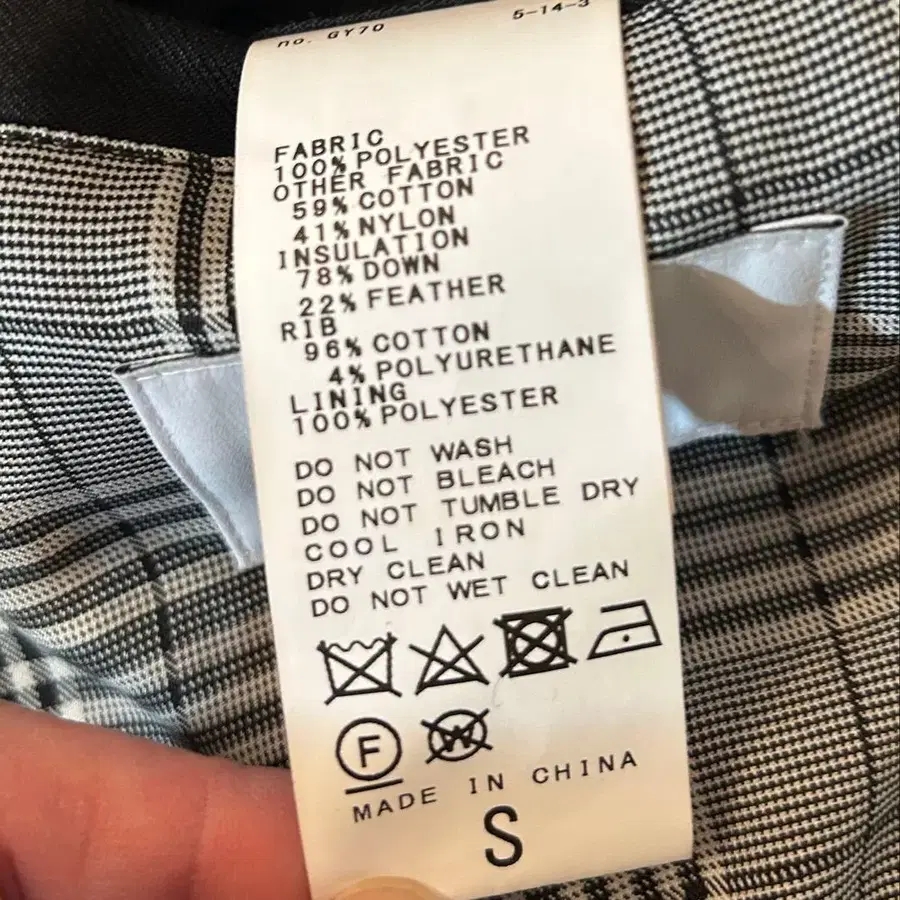 no. GY70 5-14-3
FABRIC
100% POLYESTER
OTHER FABRIC
59% COTTON
41% NYLON
INSULATION
78% DOWN
22% FEATHER
RIB
96% COTTON
4% POLYURETHANE
LINING
100% POLYESTER
DO NOT WASH
DO NOT BLEACH
DO NOT TUMBLE DRY
COOL IRON
DRY CLEAN
DO NOT WET CLEAN
F W
MADE IN CHINA
S